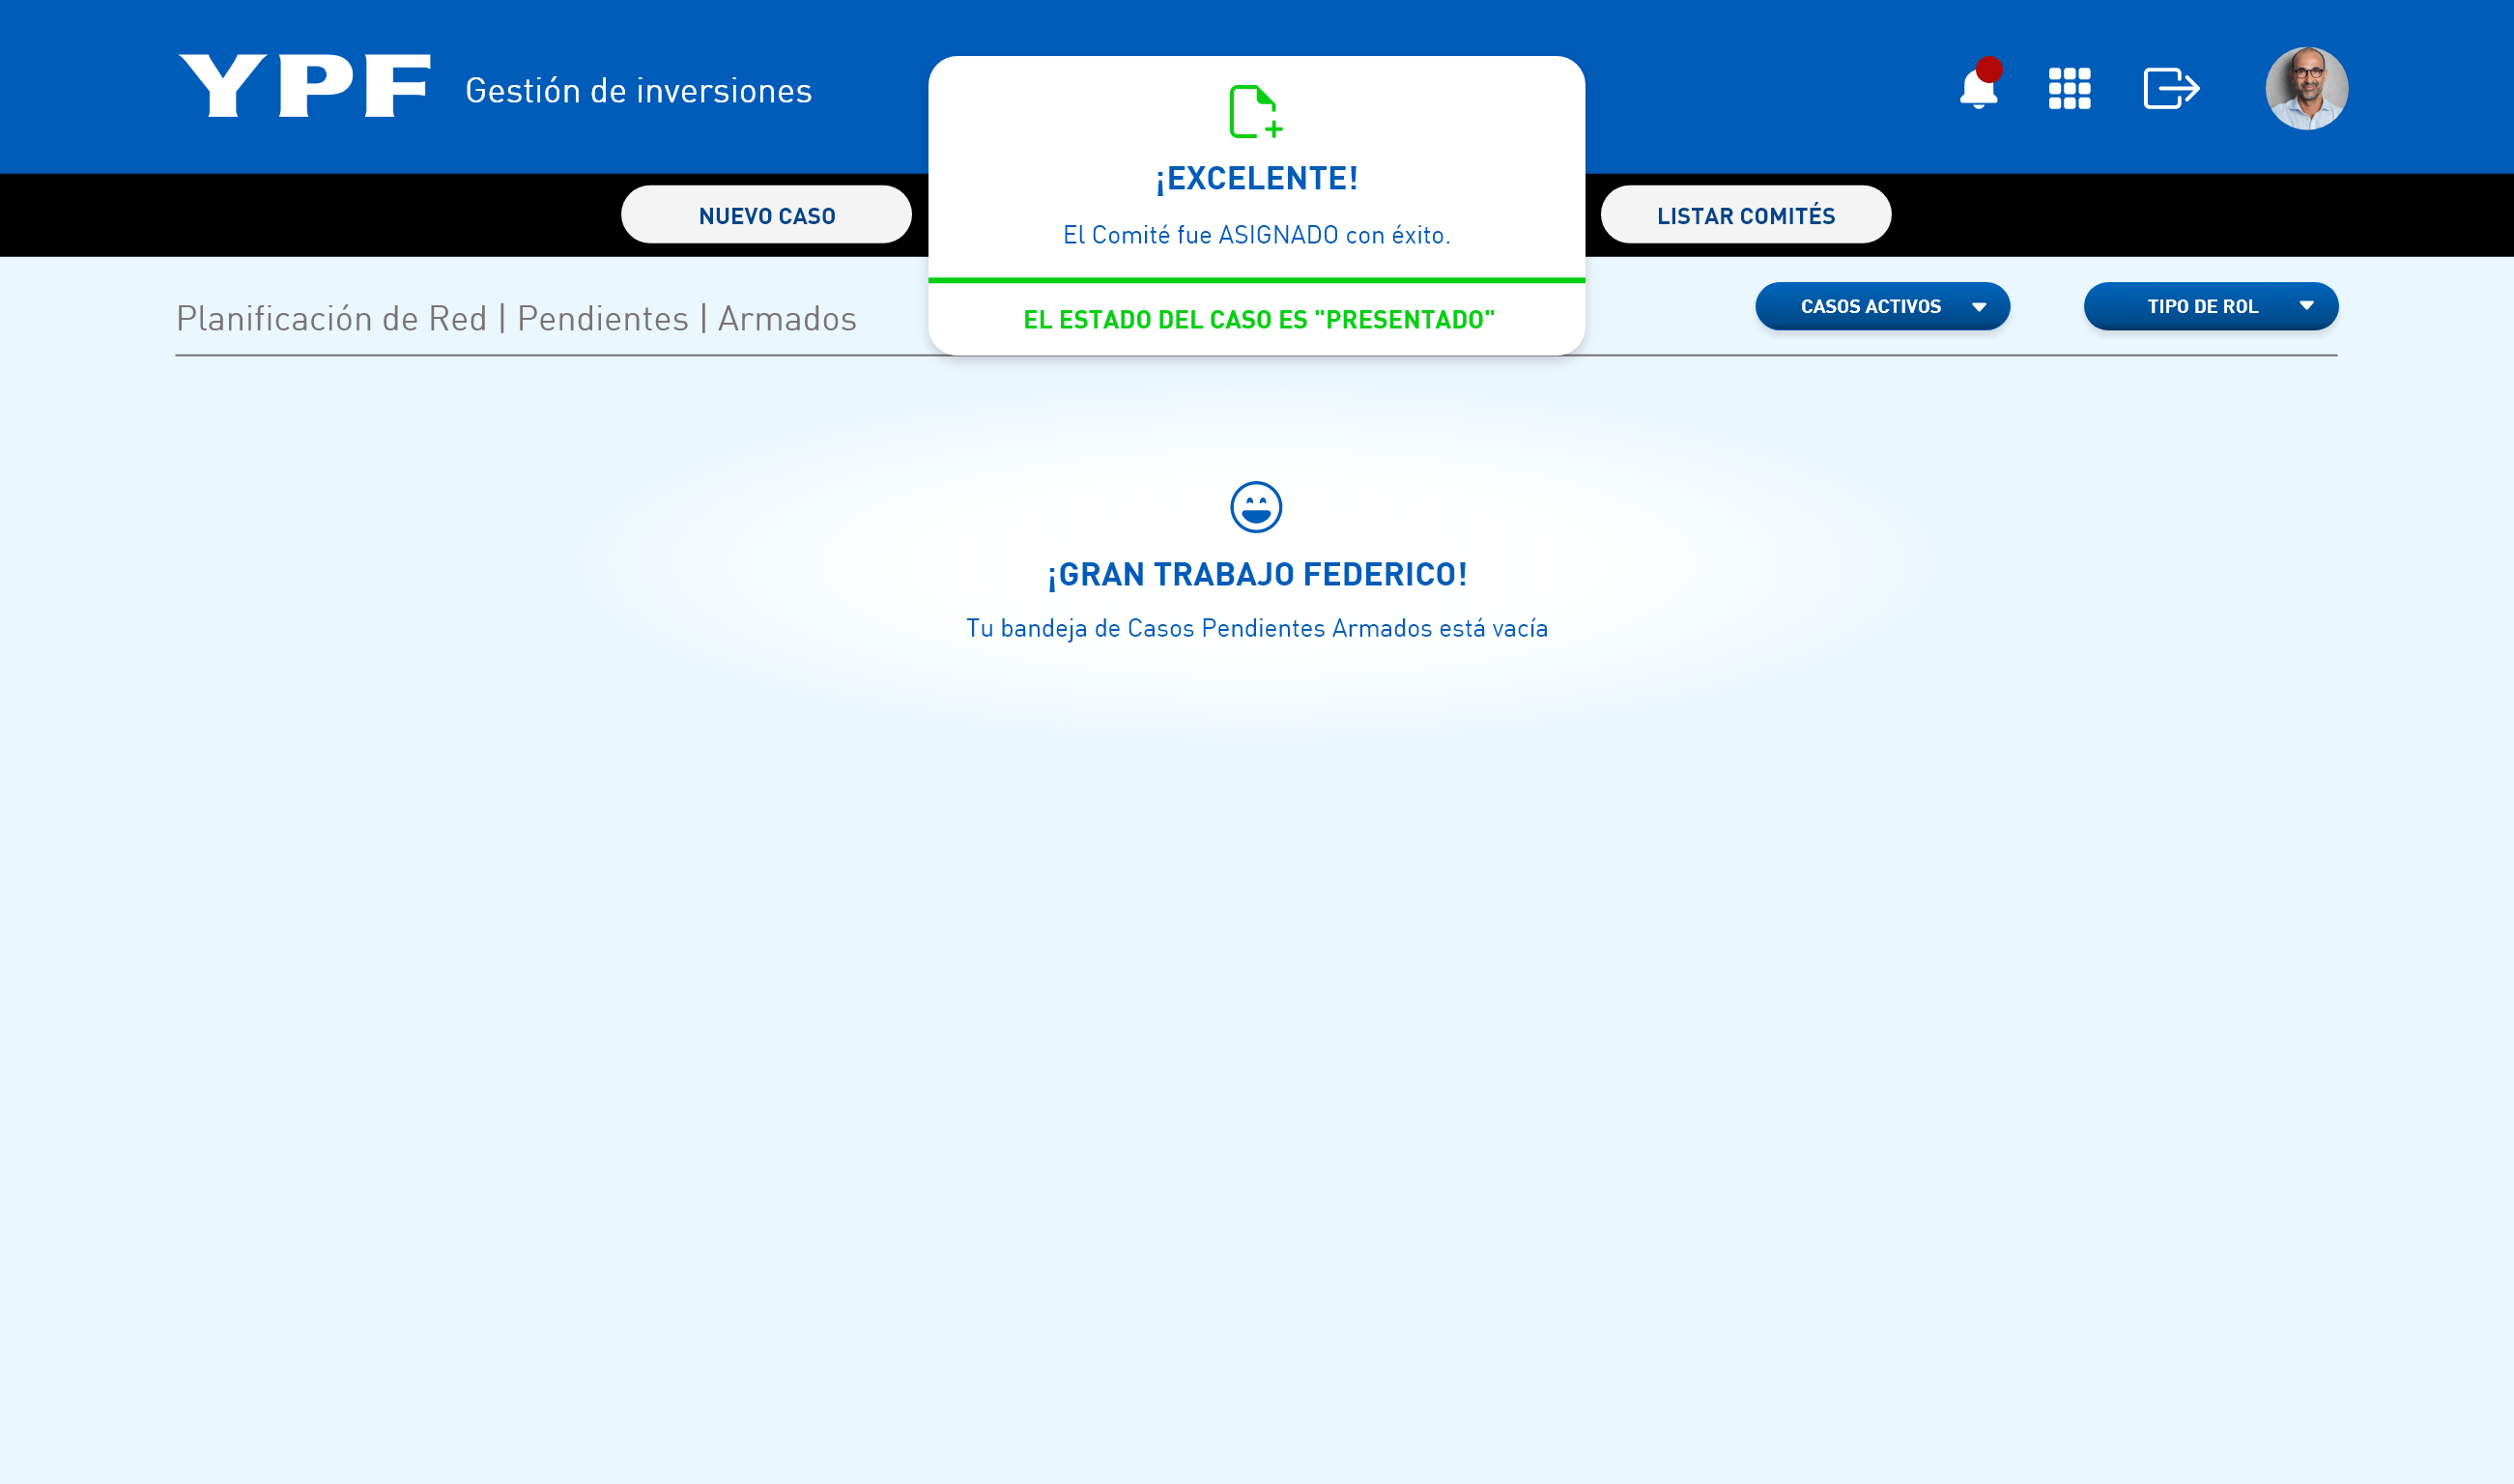 YPF Gestión de inversiones
¡EXCELENTE!
El Comité fue ASIGNADO con éxito.
EL ESTADO DEL CASO ES "PRESENTADO"
NUEVO CASO
LISTAR COMITÉS
Planificación de Red | Pendientes | Armados
CASOS ACTIVOS
TIPO DE ROL
¡GRAN TRABAJO FEDERICO!
Tu bandeja de Casos Pendientes Armados está vacía